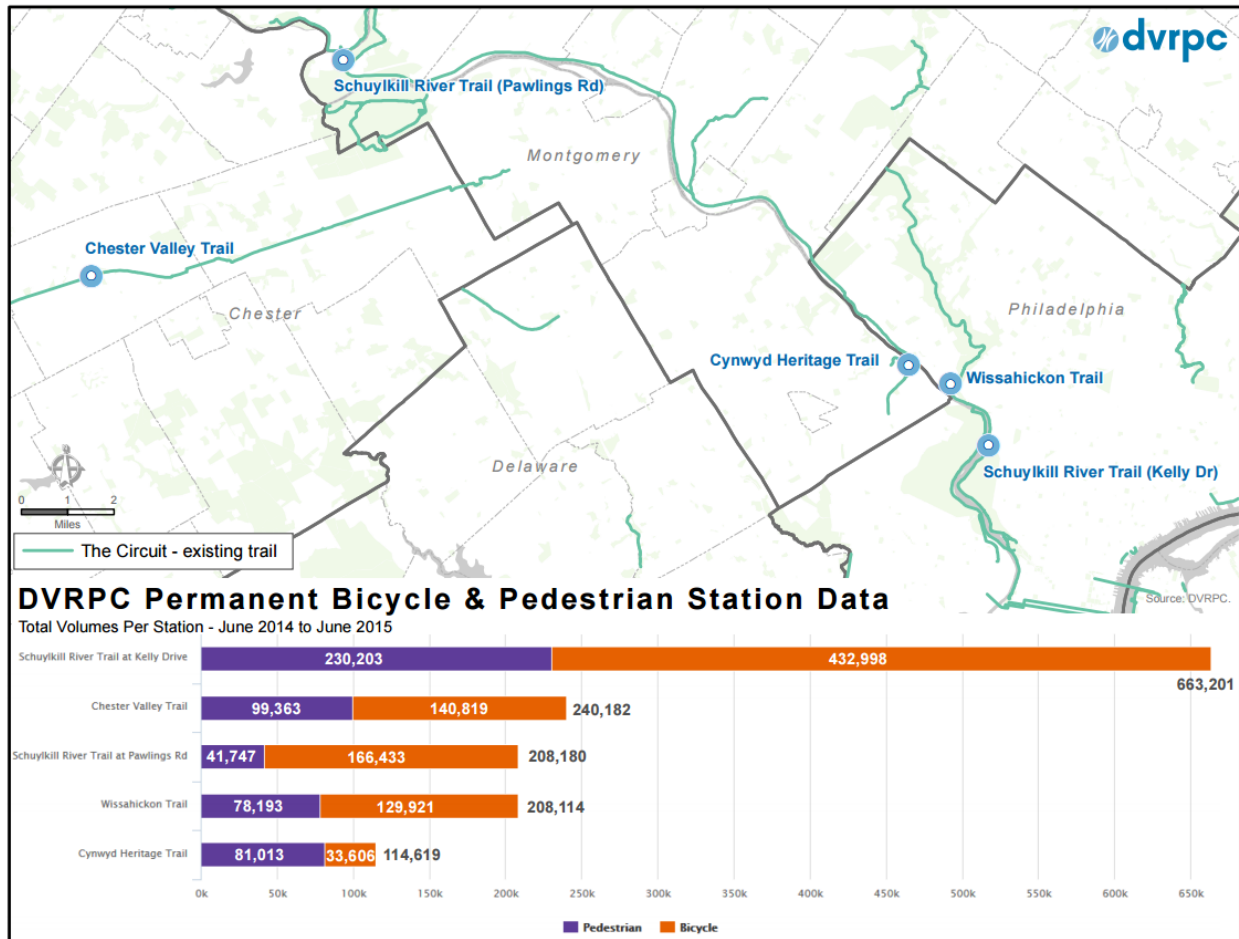 dvrpc
Schuylkill River Trail (Pawlings Rd)
Montgomery
Chester Valley Trail
Chester
Philadelphia
Cynwyd Heritage Trail
Wissahickon Trail
Delaware
Schuylkill River Trail (Kelly Dr)
0 1 2
Miles
The Circuit - existing trail
Source: DVRPC.
DVRPC Permanent Bicycle & Pedestrian Station Data
Total Volumes Per Station - June 2014 to June 2015
Schuylkill River Trail at Kelly Drive 230,203 432,998
663,201
Chester Valley Trail 99,363 140,819 240,182
Schuylkill River Trail at Pawlings Rd 41,747 166,433 208,180
Wissahickon Trail 78,193 129,921 208,114
Cynwyd Heritage Trail 81,013 33,606 114,619
0k 50k 100k 150k 200k 250k 300k 350k 400k 450k 500k 550k 600k 650k
Pedestrian Bicycle